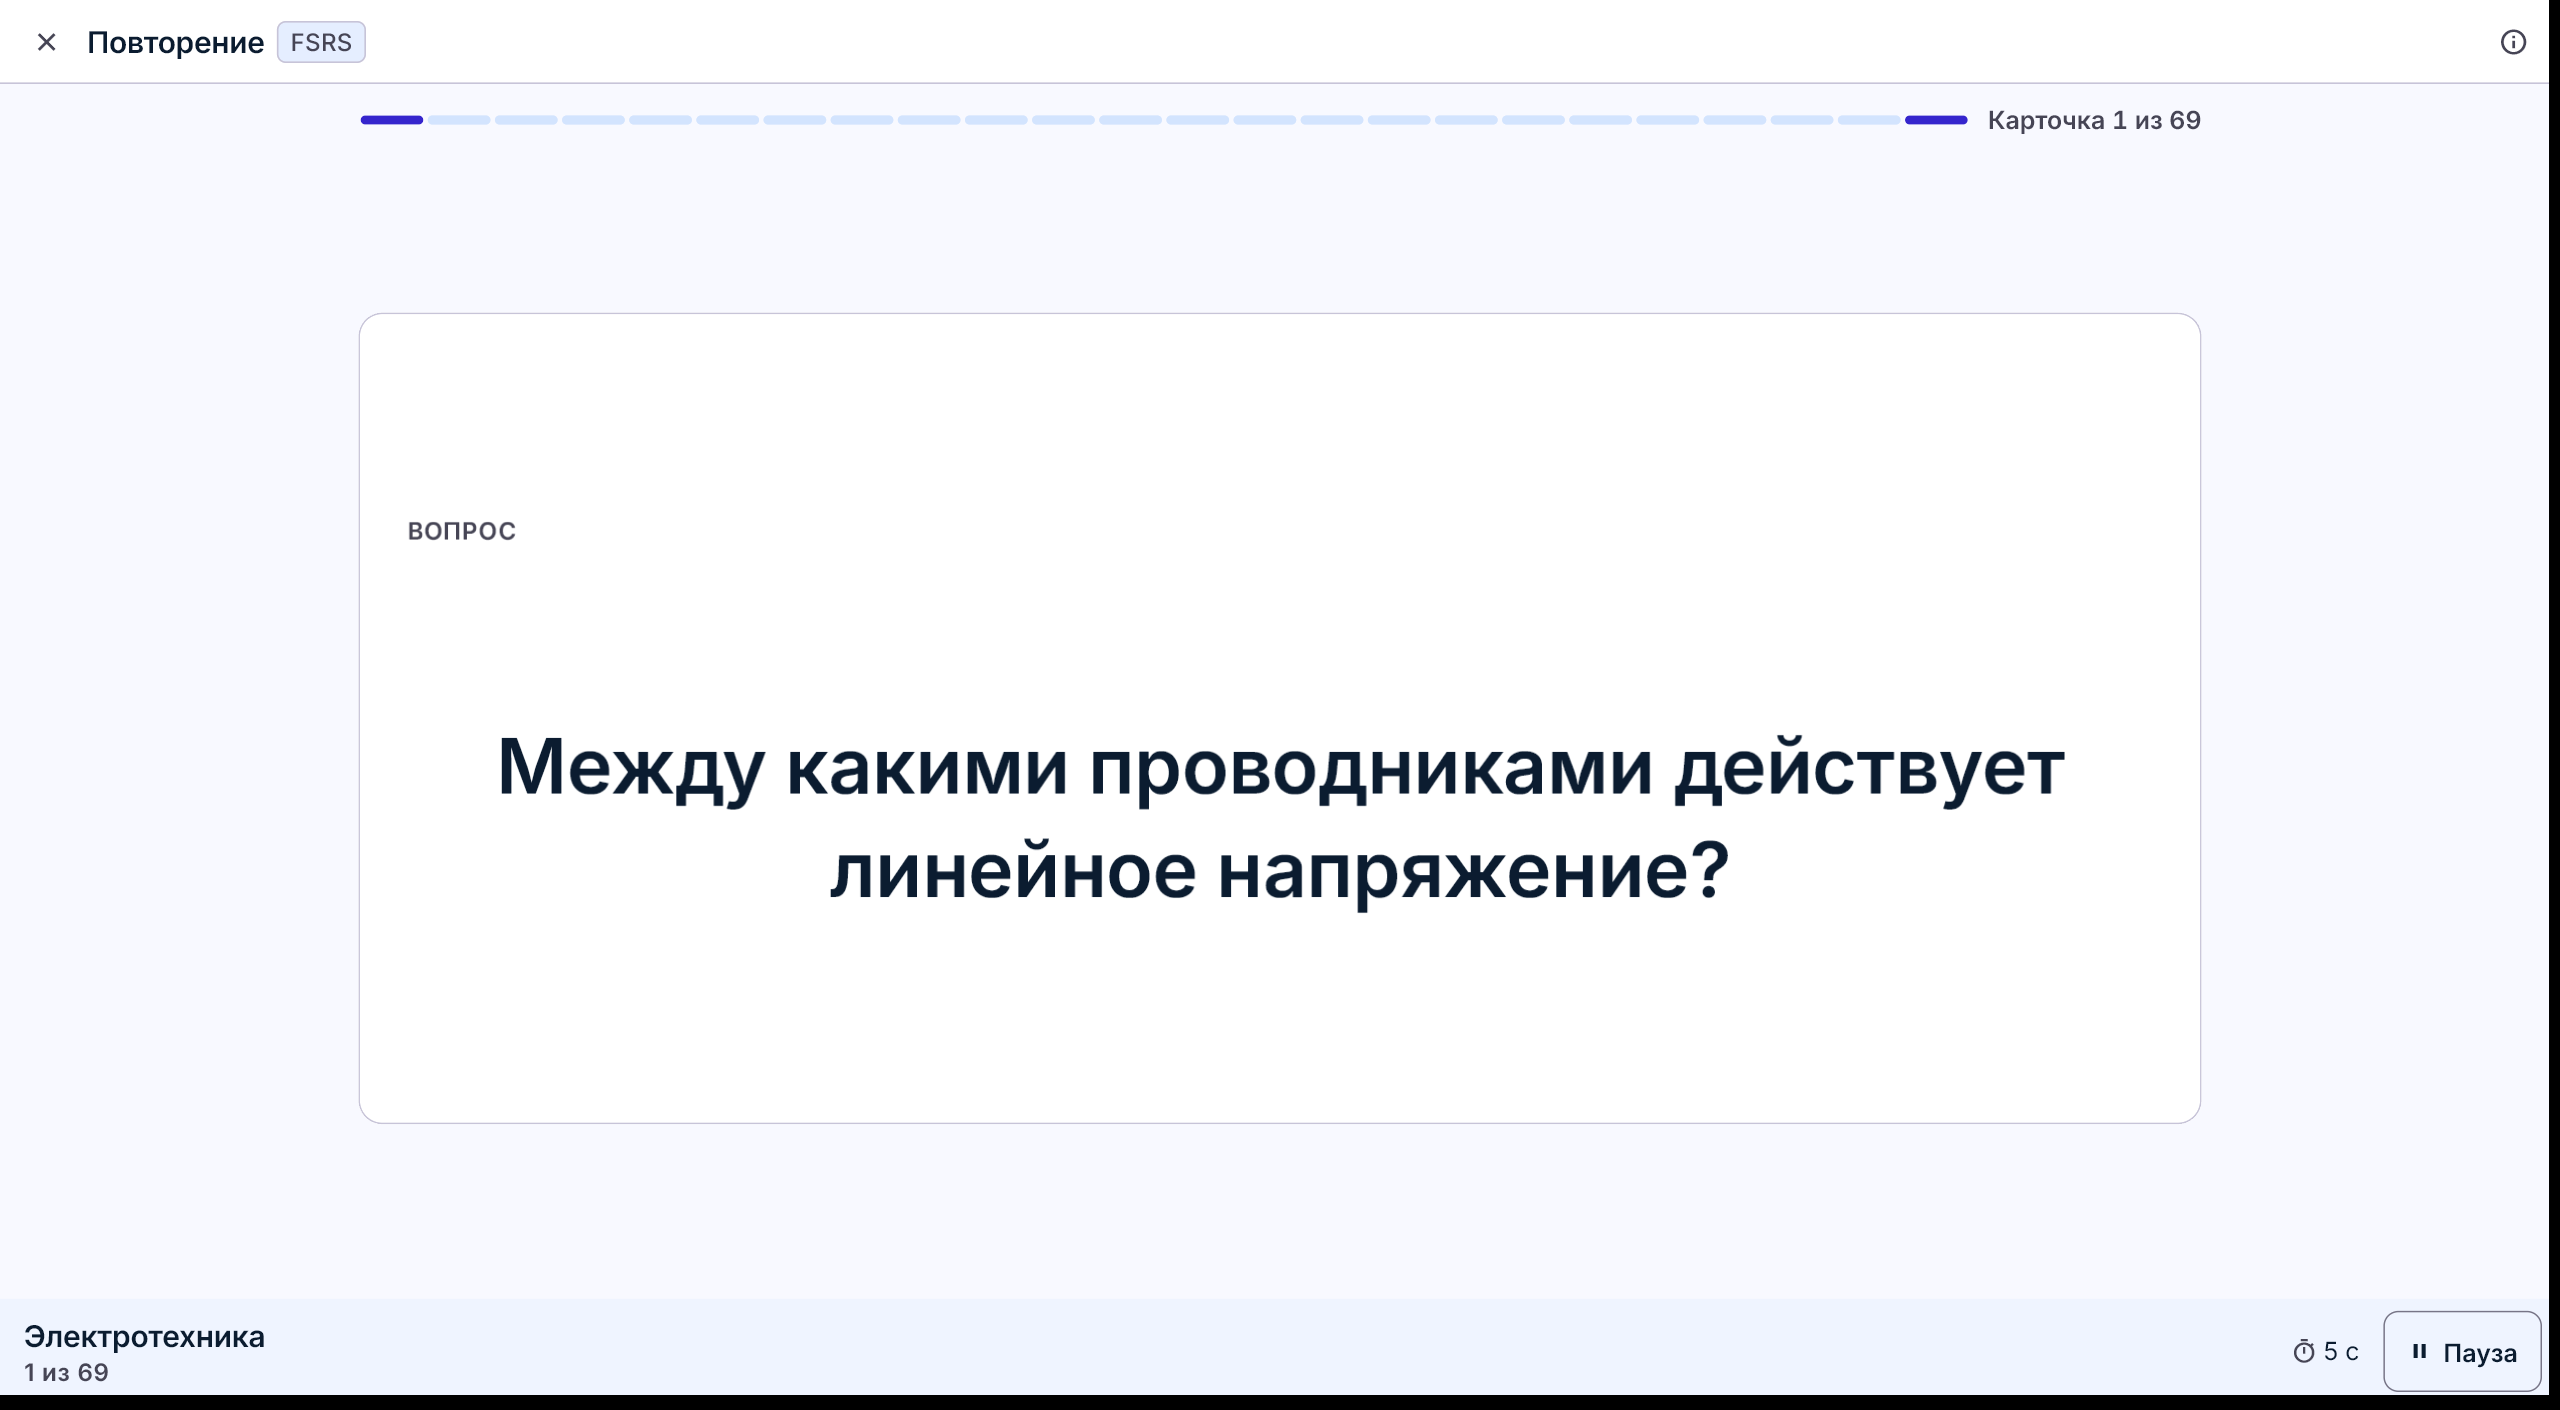 Повторение FSRS
Карточка 1 из 69
ВОПРОС
Между какими проводниками действует
линейное напряжение?
Электротехника
1 из 69
5 с
Пауза